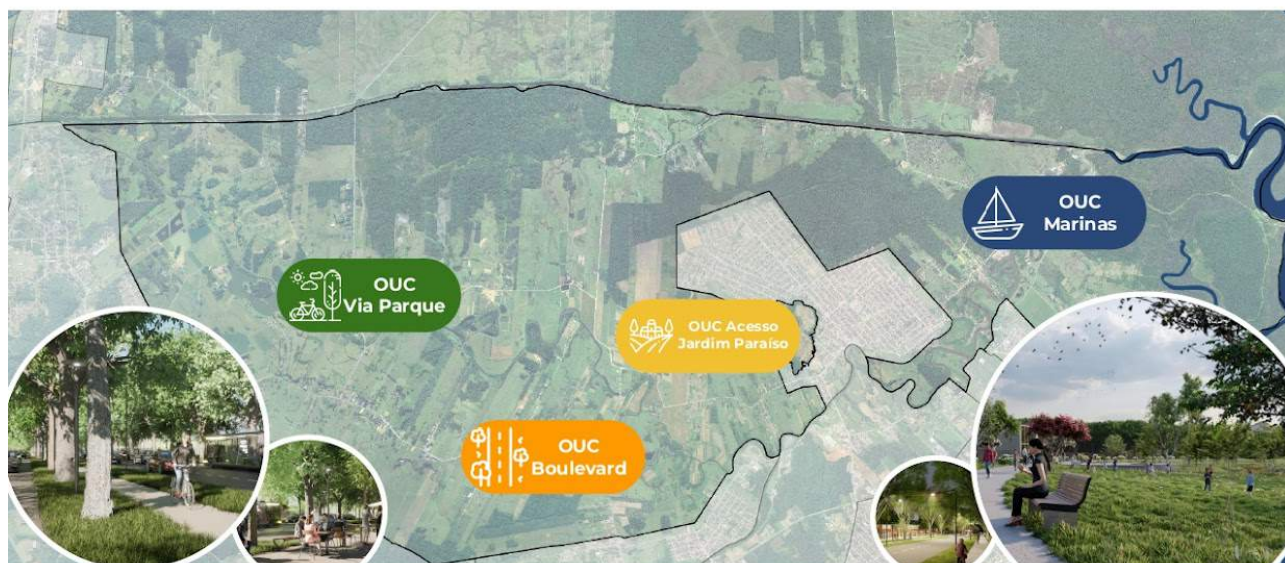 OUC
Marinas
OUC
Via Parque
OUC Acesso
Jardim Paraíso
OUC
Boulevard